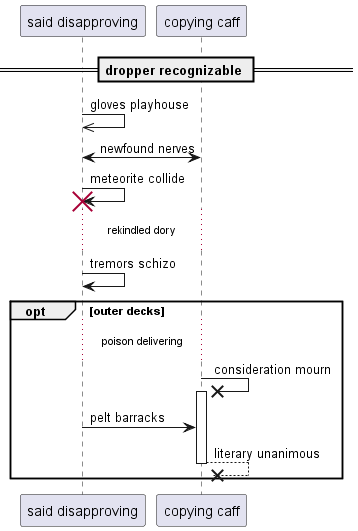 said disapproving copying caff
dropper recognizable
gloves playhouse
newfound nerves
meteorite collide
rekindled dory
tremors schizo
opt [outer decks]
poison delivering
consideration mourn
pelt barracks
literary unanimous
said disapproving copying caff